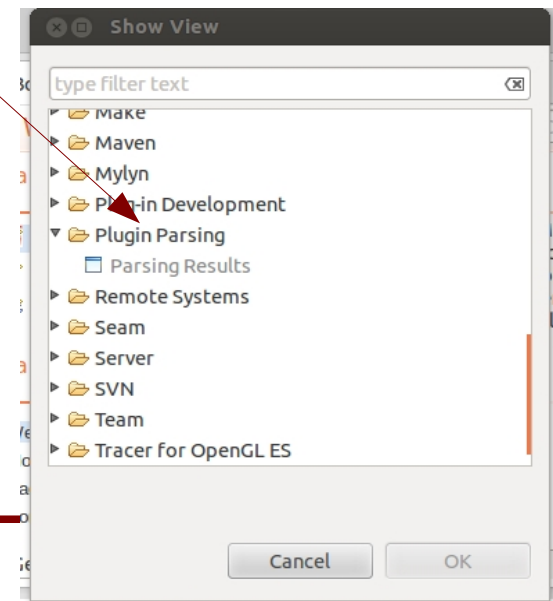 Show View
type filter text
Make
Maven
Mylyn
Plug-in Development
Plugin Parsing
Parsing Results
Remote Systems
Seam
Server
SVN
Team
Tracer for OpenGL ES
Cancel OK